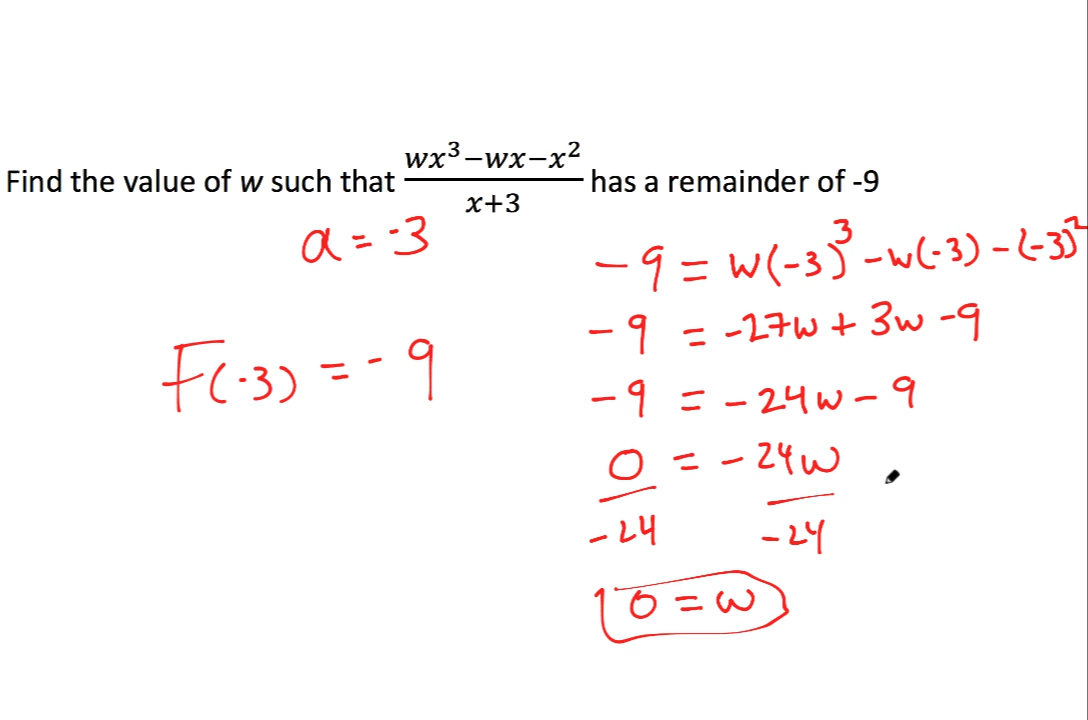 Find the value of w such that \frac{wx³−wx−x²}{x+3} has a remainder of -9
a = -3
F(-3) = -9
-9 = w(-3)³ - w(-3) - (-3)²
-9 = -27w + 3w - 9
-9 = -24w - 9
0 = -24w
-24 -24
0 = w